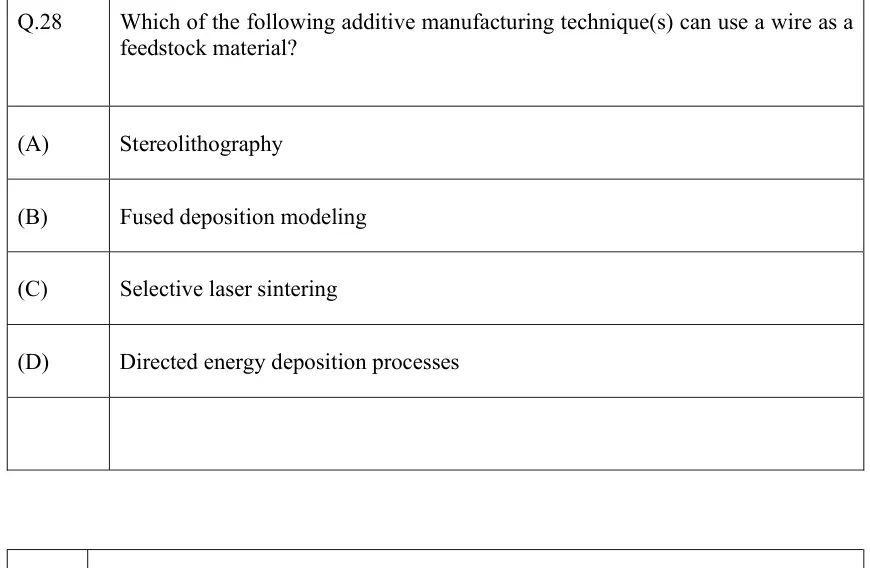 Q.28 Which of the following additive manufacturing technique(s) can use a wire as a
feedstock material?
(A) Stereolithography
(B) Fused deposition modeling
(C) Selective laser sintering
(D) Directed energy deposition processes